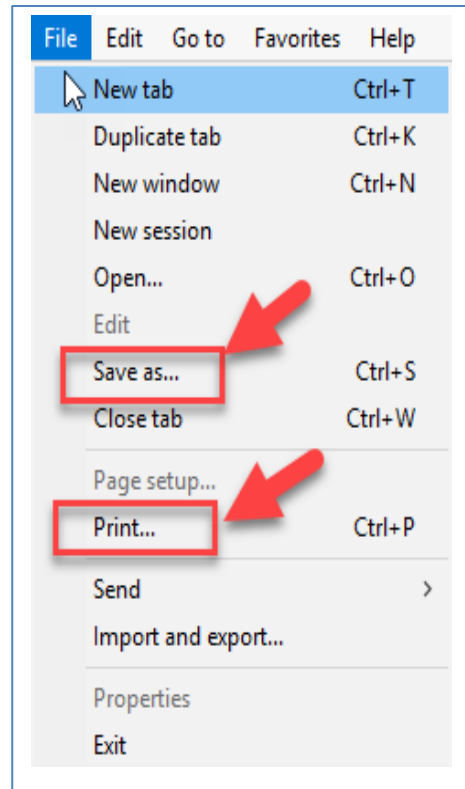 File Edit Go to Favorites Help
New tab Ctrl+T
Duplicate tab Ctrl+K
New window Ctrl+N
New session
Open... Ctrl+O
Edit
Save as... Ctrl+S
Close tab Ctrl+W
Page setup...
Print... Ctrl+P
Send >
Import and export...
Properties
Exit